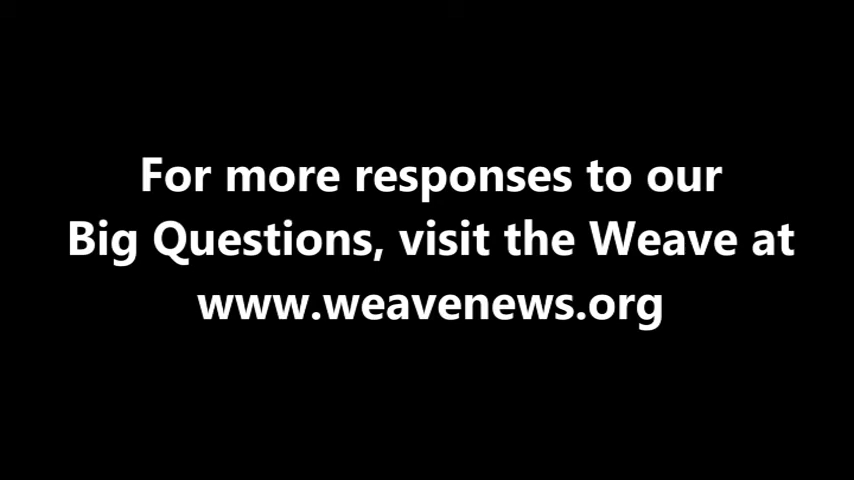 For more responses to our
Big Questions, visit the Weave at
www.weavenews.org